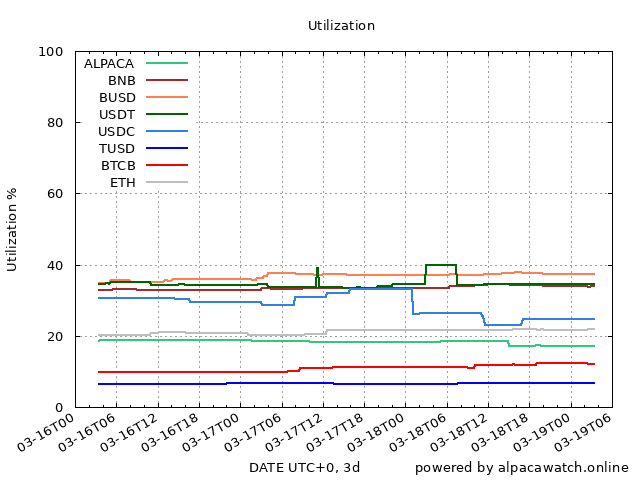 Utilization
100
80
60
40
20
0
Utilization %
ALPACA
BNB
BUSD
USDT
USDC
TUSD
BTCB
ETH
03-16T00
03-16T06
03-16T12
03-16T18
03-17T00
03-17T06
03-17T12
03-17T18
03-18T00
03-18T06
03-18T12
03-18T18
03-19T00
03-19T06
DATE UTC+0, 3d
powered by alpacawatch.online